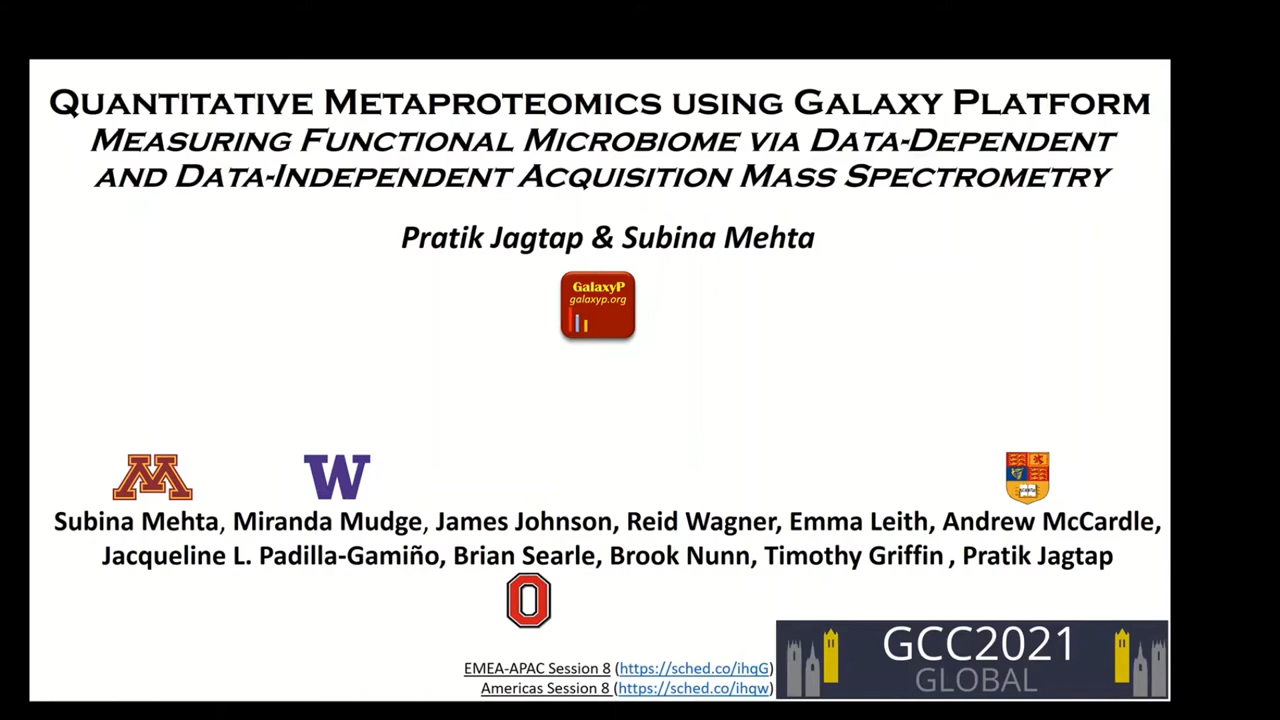 QUANTITATIVE METAPROTEOMICS USING GALAXY PLATFORM
MEASURING FUNCTIONAL MICROBIOME VIA DATA-DEPENDENT
AND DATA-INDEPENDENT ACQUISITION MASS SPECTROMETRY
Pratik Jagtap & Subina Mehta
GalaxyP
galaxyp.org
M
W
Subina Mehta, Miranda Mudge, James Johnson, Reid Wagner, Emma Leith, Andrew McCardle,
Jacqueline L. Padilla-Gamiño, Brian Searle, Brook Nunn, Timothy Griffin , Pratik Jagtap
O
GCC2021
GLOBAL
EMEA-APAC Session 8 (https://sched.co/ihqG)
Americas Session 8 (https://sched.co/ihqw)